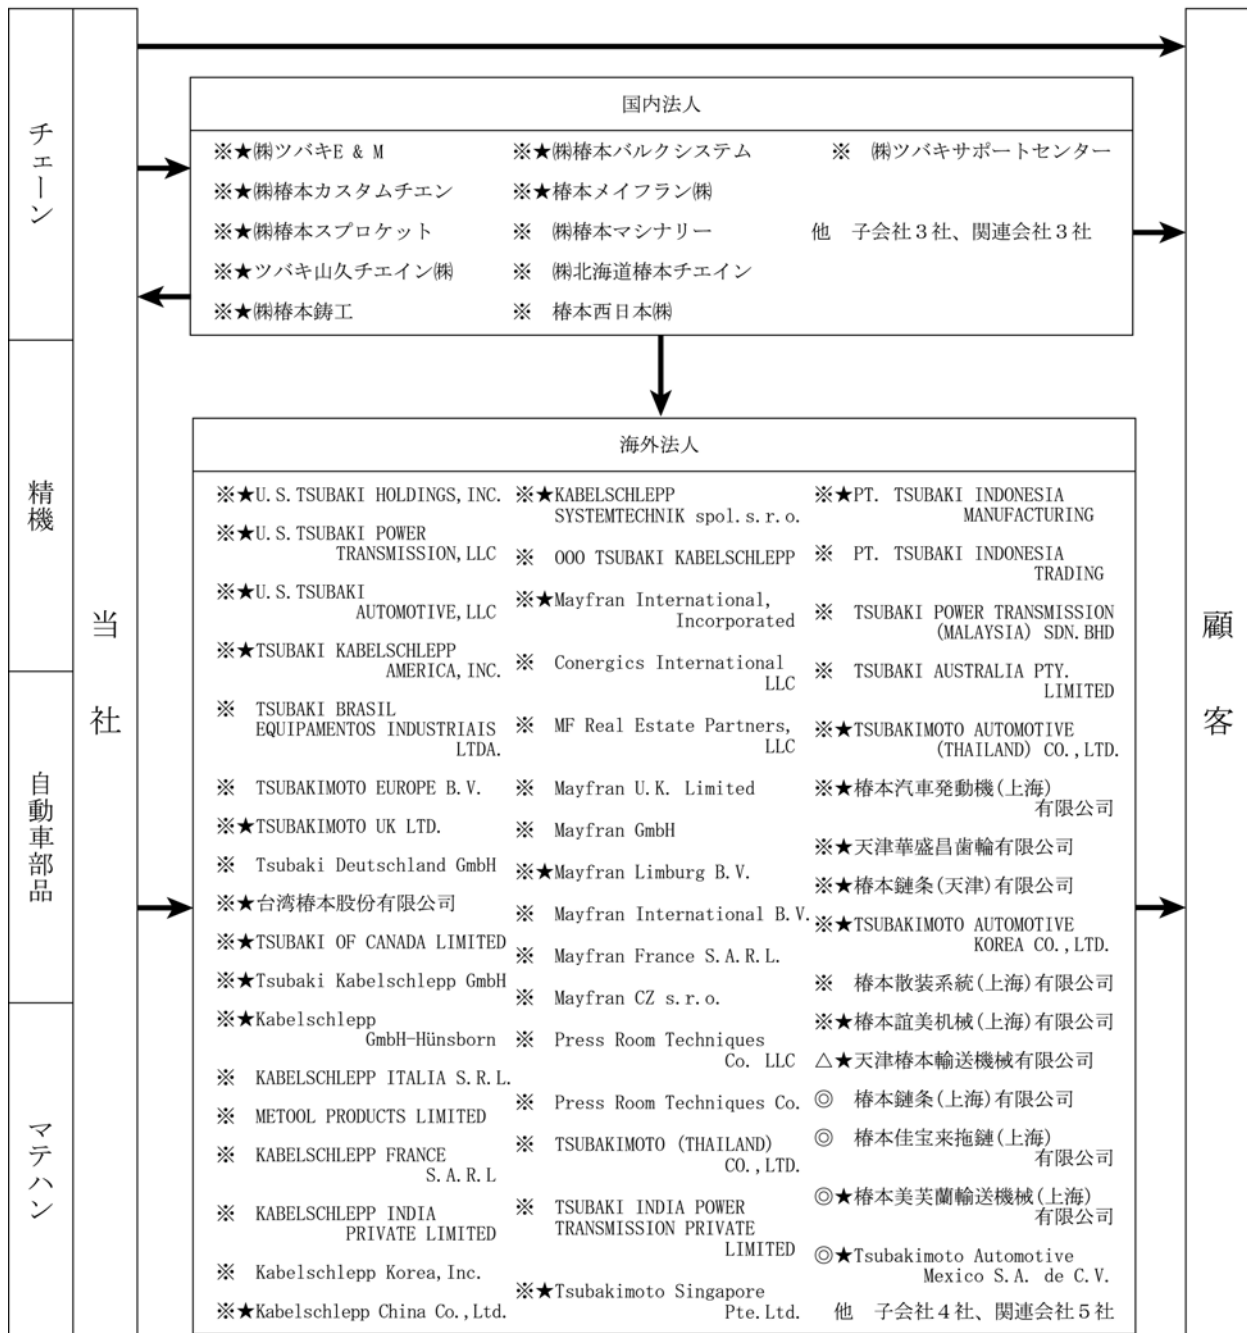 チェーン
精機
自動車部品
マテハン
当社
国内法人
※★㈱ツバキE & M
※★㈱椿本カスタムチエン
※★㈱椿本スプロケット
※★ツバキ山久チエイン㈱
※★㈱椿本鋳工
※★㈱椿本バルクシステム
※★椿本メイフラン㈱
※ ㈱椿本マシナリー
※ ㈱北海道椿本チエイン
※ 椿本西日本㈱
※ ㈱ツバキサポートセンター
他 子会社3社、関連会社3社
海外法人
※★U.S.TSUBAKI HOLDINGS,INC.
※★U.S.TSUBAKI POWER
TRANSMISSION,LLC
※★U.S.TSUBAKI
AUTOMOTIVE,LLC
※★TSUBAKI KABELSCHLEPP
AMERICA,INC.
※ TSUBAKI BRASIL
EQUIPAMENTOS INDUSTRIAIS
LTDA.
※ TSUBAKIMOTO EUROPE B.V.
※★TSUBAKIMOTO UK LTD.
※ Tsubaki Deutschland GmbH
※★台湾椿本股份有限公司
※★TSUBAKI OF CANADA LIMITED
※★Tsubaki Kabelschlepp GmbH
※★Kabelschlepp
GmbH-Hünsborn
※ KABELSCHLEPP ITALIA S.R.L.
※ METOOL PRODUCTS LIMITED
※ KABELSCHLEPP FRANCE
S.A.R.L
※ KABELSCHLEPP INDIA
PRIVATE LIMITED
※ Kabelschlepp Korea,Inc.
※★Kabelschlepp China Co.,Ltd.
※★KABELSCHLEPP
SYSTEMTECHNIK spol.s.r.o.
※ OOO TSUBAKI KABELSCHLEPP
※★Mayfran International,
Incorporated
※ Conergics International
LLC
※ MF Real Estate Partners,
LLC
※ Mayfran U.K. Limited
※ Mayfran GmbH
※★Mayfran Limburg B.V.
※ Mayfran International B.V.
※ Mayfran France S.A.R.L.
※ Mayfran CZ s.r.o.
※ Press Room Techniques
Co. LLC
※ Press Room Techniques Co.
※ TSUBAKIMOTO (THAILAND)
CO.,LTD.
※ TSUBAKI INDIA POWER
TRANSMISSION PRIVATE
LIMITED
※★Tsubakimoto Singapore
Pte.Ltd.
※★PT. TSUBAKI INDONESIA
MANUFACTURING
※ PT. TSUBAKI INDONESIA
TRADING
※ TSUBAKI POWER TRANSMISSION
(MALAYSIA) SDN.BHD
※ TSUBAKI AUSTRALIA PTY.
LIMITED
※★TSUBAKIMOTO AUTOMOTIVE
(THAILAND) CO.,LTD.
※★椿本汽車発動機(上海)
有限公司
※★天津華盛昌歯輪有限公司
※★椿本鏈条(天津)有限公司
※★TSUBAKIMOTO AUTOMOTIVE
KOREA CO.,LTD.
※ 椿本散装系統(上海)有限公司
※★椿本誼美机械(上海)有限公司
△★天津椿本輸送機械有限公司
◎ 椿本鏈条(上海)有限公司
◎ 椿本佳宝来拖鏈(上海)
有限公司
◎★椿本美芙蘭輸送機械(上海)
有限公司
◎★Tsubakimoto Automotive
Mexico S.A. de C.V.
他 子会社4社、関連会社5社
顧客